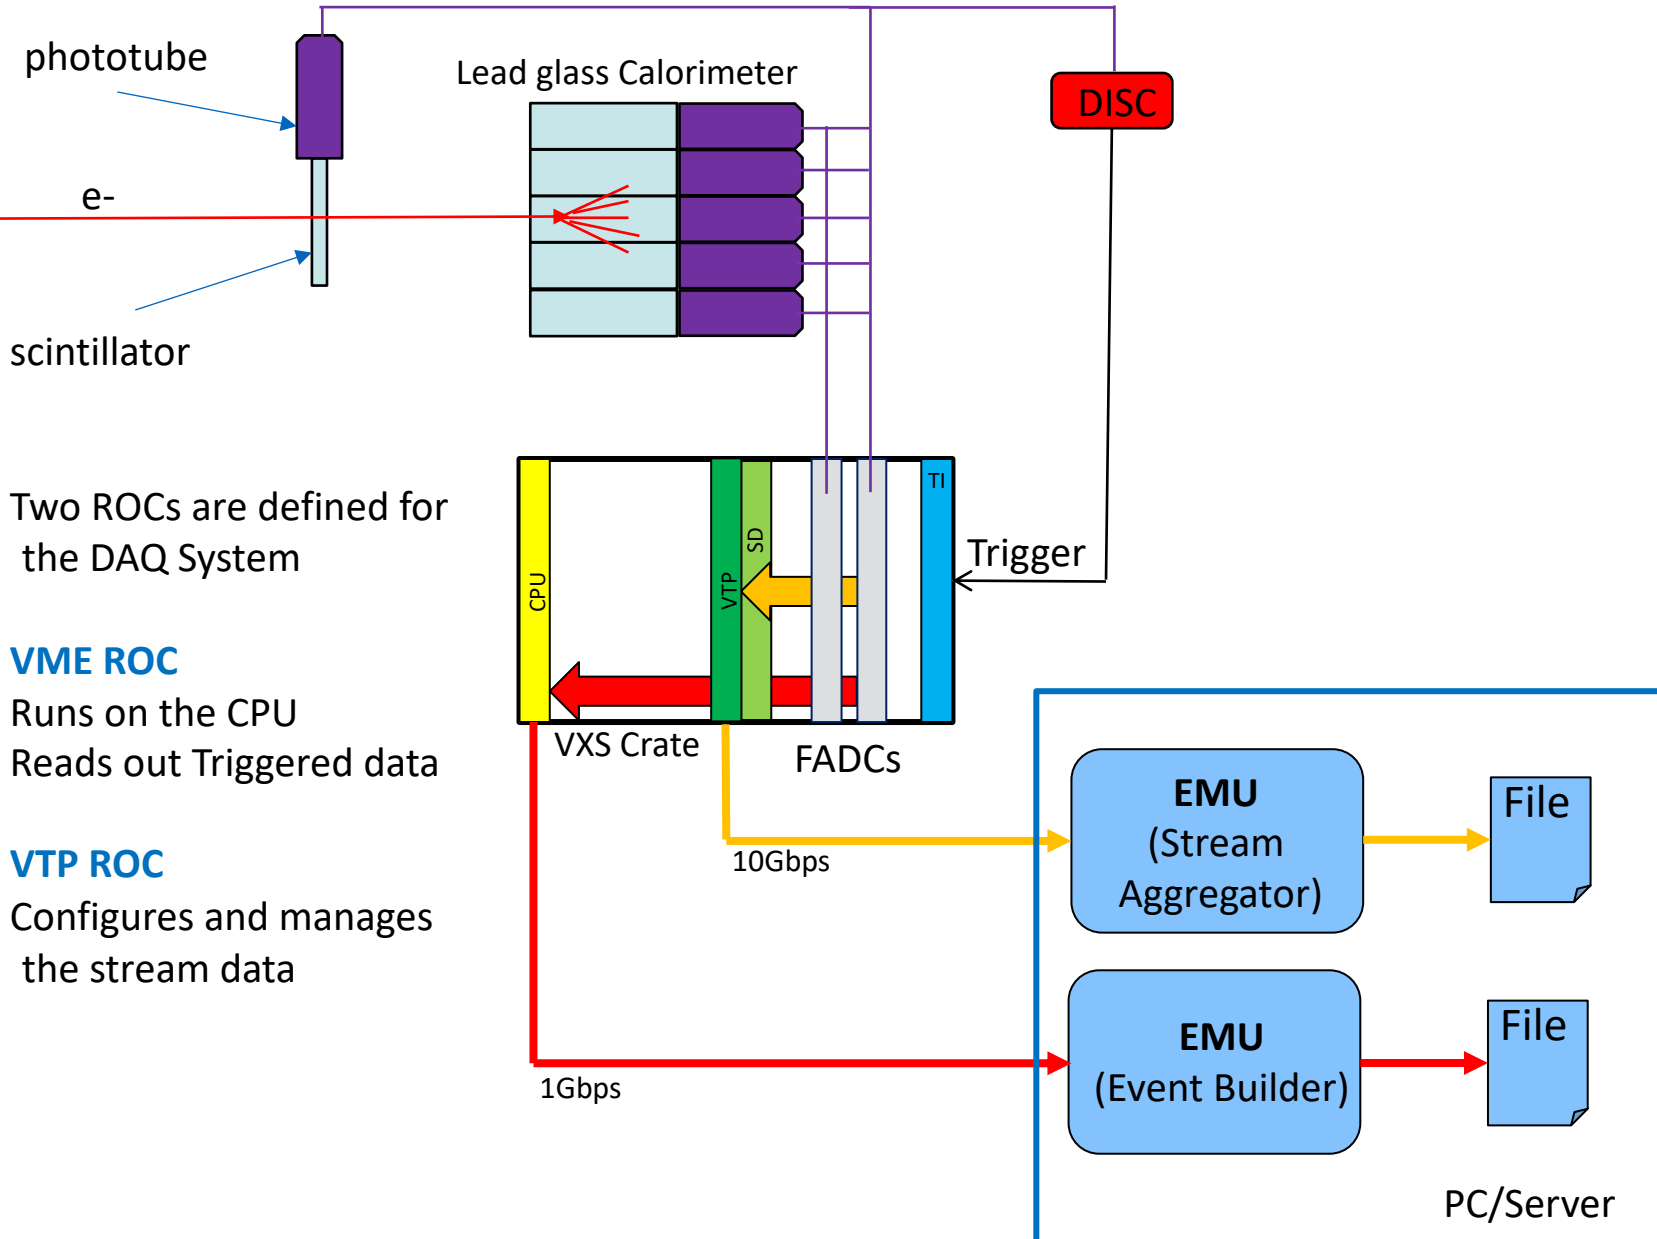 phototube
Lead glass Calorimeter
DISC
e-
scintillator
Two ROCs are defined for
the DAQ System
VME ROC
Runs on the CPU
Reads out Triggered data
VTP ROC
Configures and manages
the stream data
CPU
VTP
SD
TI
Trigger
VXS Crate
FADCs
10Gbps
1Gbps
EMU
(Stream
Aggregator)
File
EMU
(Event Builder)
File
PC/Server